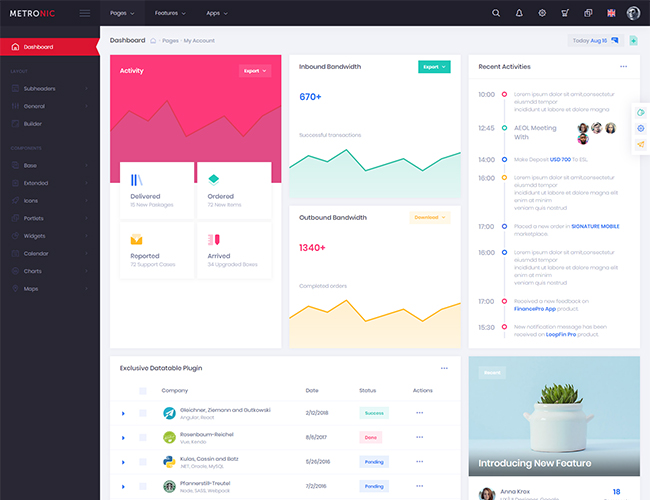 METRONIC
Pages
Features
Apps
Dashboard
LAYOUT
Subheaders
General
Builder
COMPONENTS
Base
Extended
Icons
Portlets
Widgets
Calendar
Charts
Maps
Dashboard
Pages - My Account
Today Aug 16
Activity
Export
Delivered
15 New Packages
Ordered
72 New Items
Reported
72 Support Cases
Arrived
34 Upgraded Boxes
Inbound Bandwidth
Export
670+
Successful transactions
Outbound Bandwidth
Download
1340+
Completed orders
Recent Activities
10:00
Lorem ipsum dolor sit amit,consectetur
eiusmdd tempor
incididunt ut labore et dolore magna
12:45
AEOL Meeting
With
14:00
Make Deposit USD 700 To ESL
16:00
Lorem ipsum dolor sit amit,consectetur
eiusmdd tempor
incididunt ut labore et dolore magna elit
enim at minim
veniam quis nostrud
17:00
Placed a new order in SIGNATURE MOBILE
marketplace.
16:00
Lorem ipsum dolor sit amit,consectetur
eiusmdd tempor
incididunt ut labore et dolore magna elit
enim at minim
veniam quis nostrud
17:00
Received a new feedback on
FinancePro App product.
15:30
New notification message has been
received on LoopFin Pro product.
Exclusive Datatable Plugin
Company
Date
Status
Actions
Gleichner, Ziemann and Gutkowski
Angular, React
2/12/2018
Success
Rosenbaum-Reichel
Vue, Kendo
8/6/2017
Done
Kulas, Cassin and Batz
.NET, Oracle, MySQL
5/26/2016
Pending
Pfannerstill-Treutel
Node, SASS, Webpack
7/2/2016
Pending
Recent
Introducing New Feature
Anna Krox
18